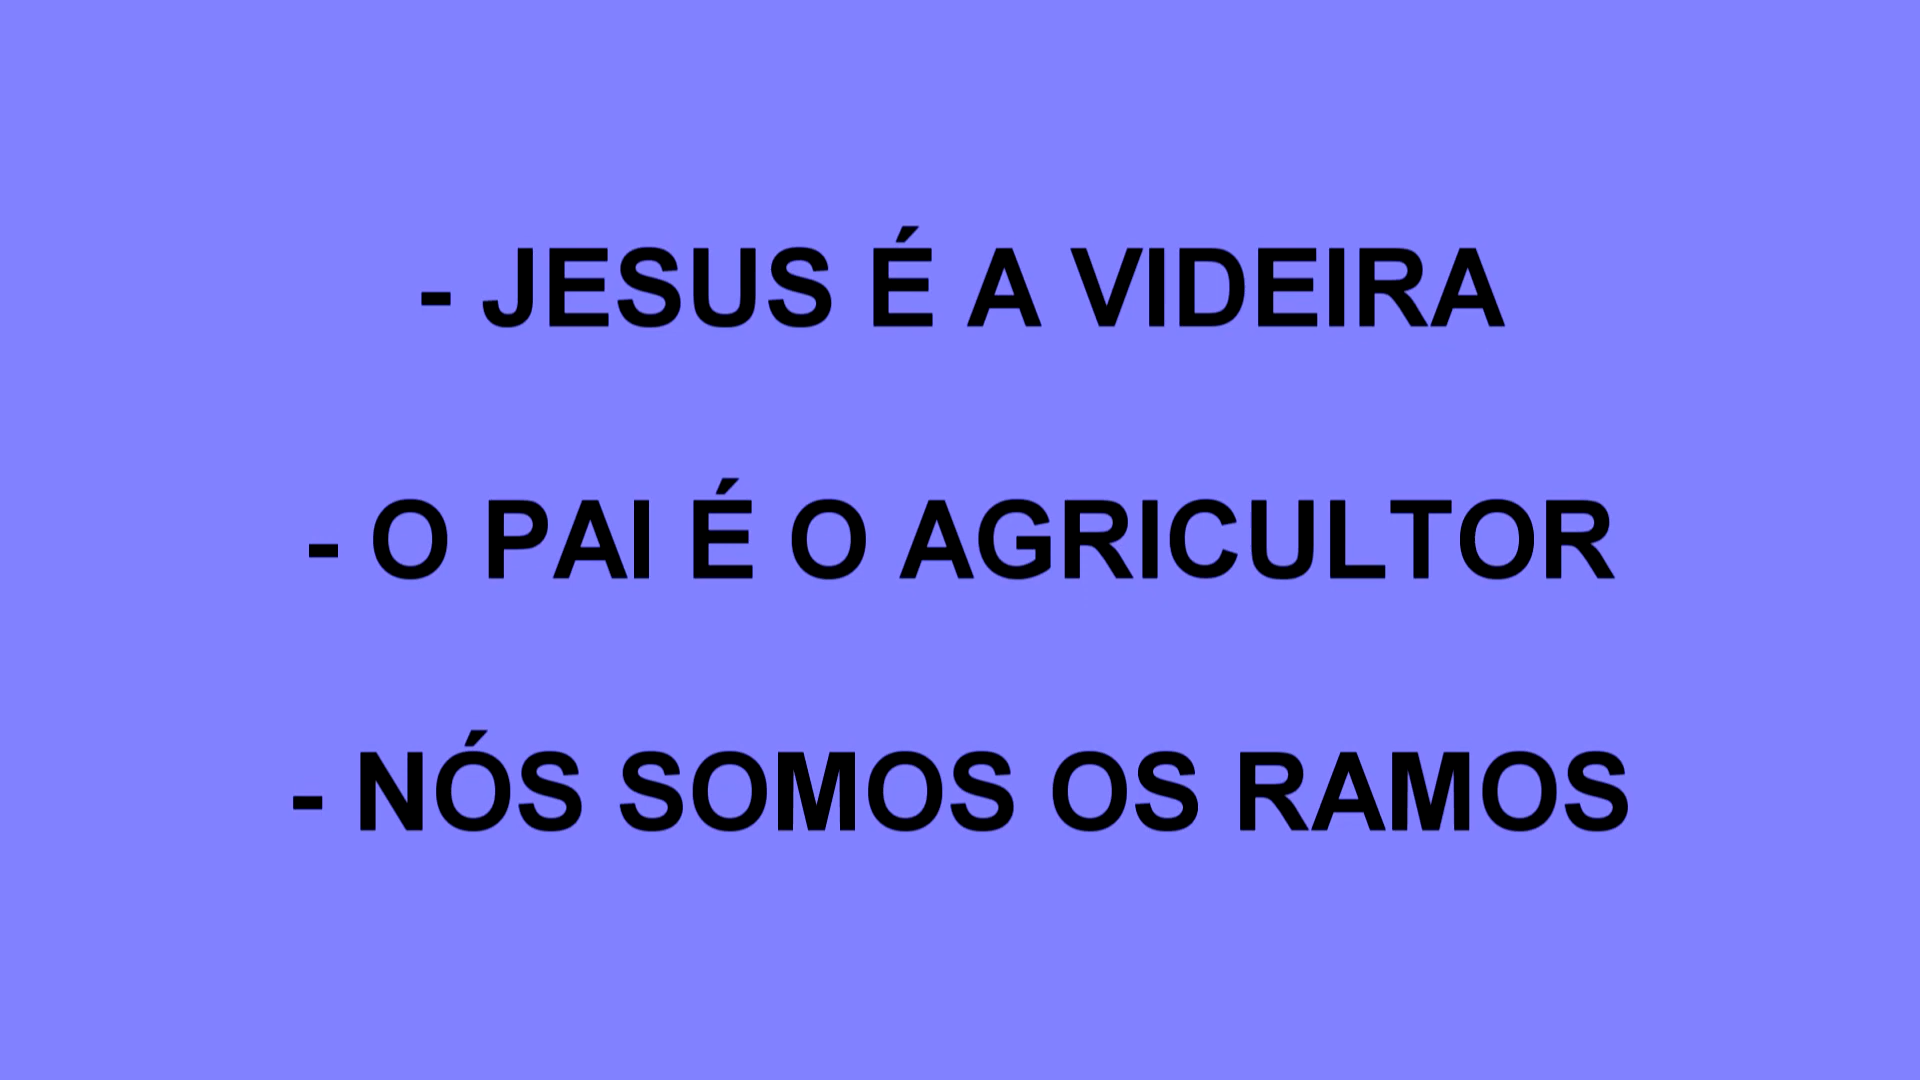 - JESUS É A VIDEIRA
- O PAI É O AGRICULTOR
- NÓS SOMOS OS RAMOS